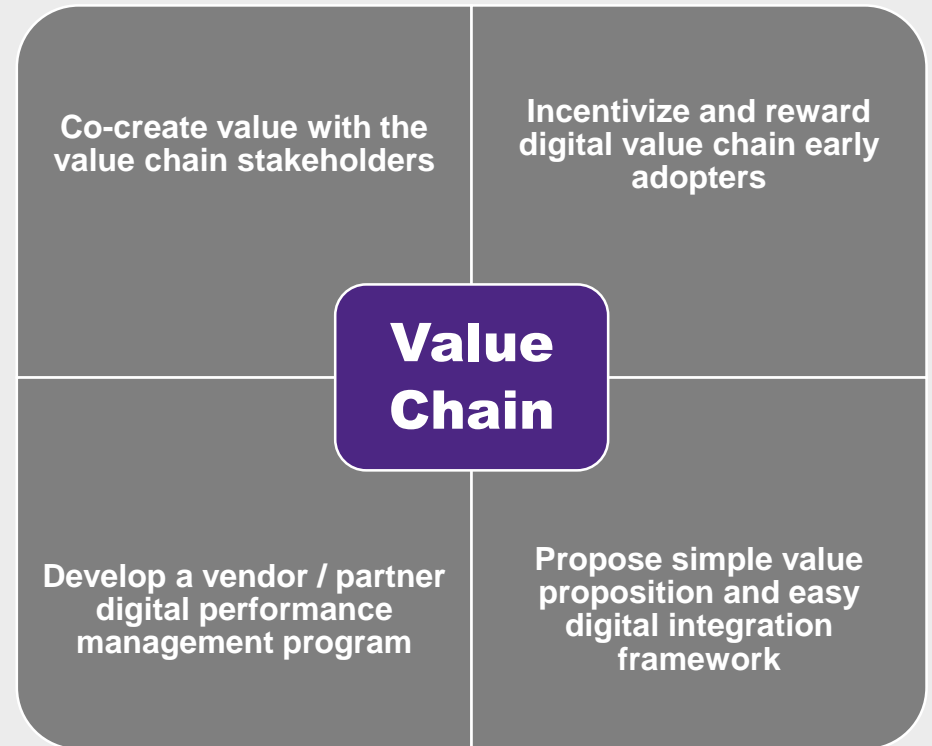 Co-create value with the
value chain stakeholders
Incentivize and reward
digital value chain early
adopters
Value
Chain
Develop a vendor / partner
digital performance
management program
Propose simple value
proposition and easy
digital integration
framework